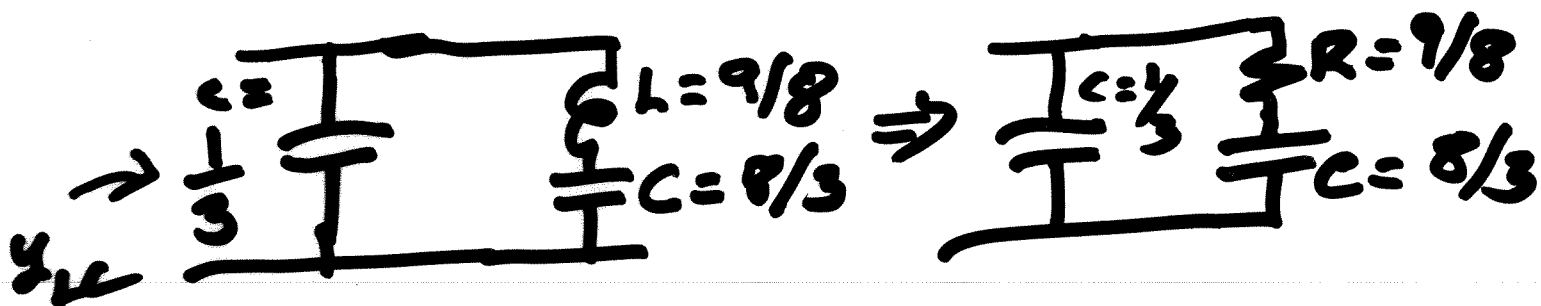 C =
1/3
L = 9/8
C = 8/3
⇒
C = 1/3
R = 9/8
C = 8/3
→
y_LC